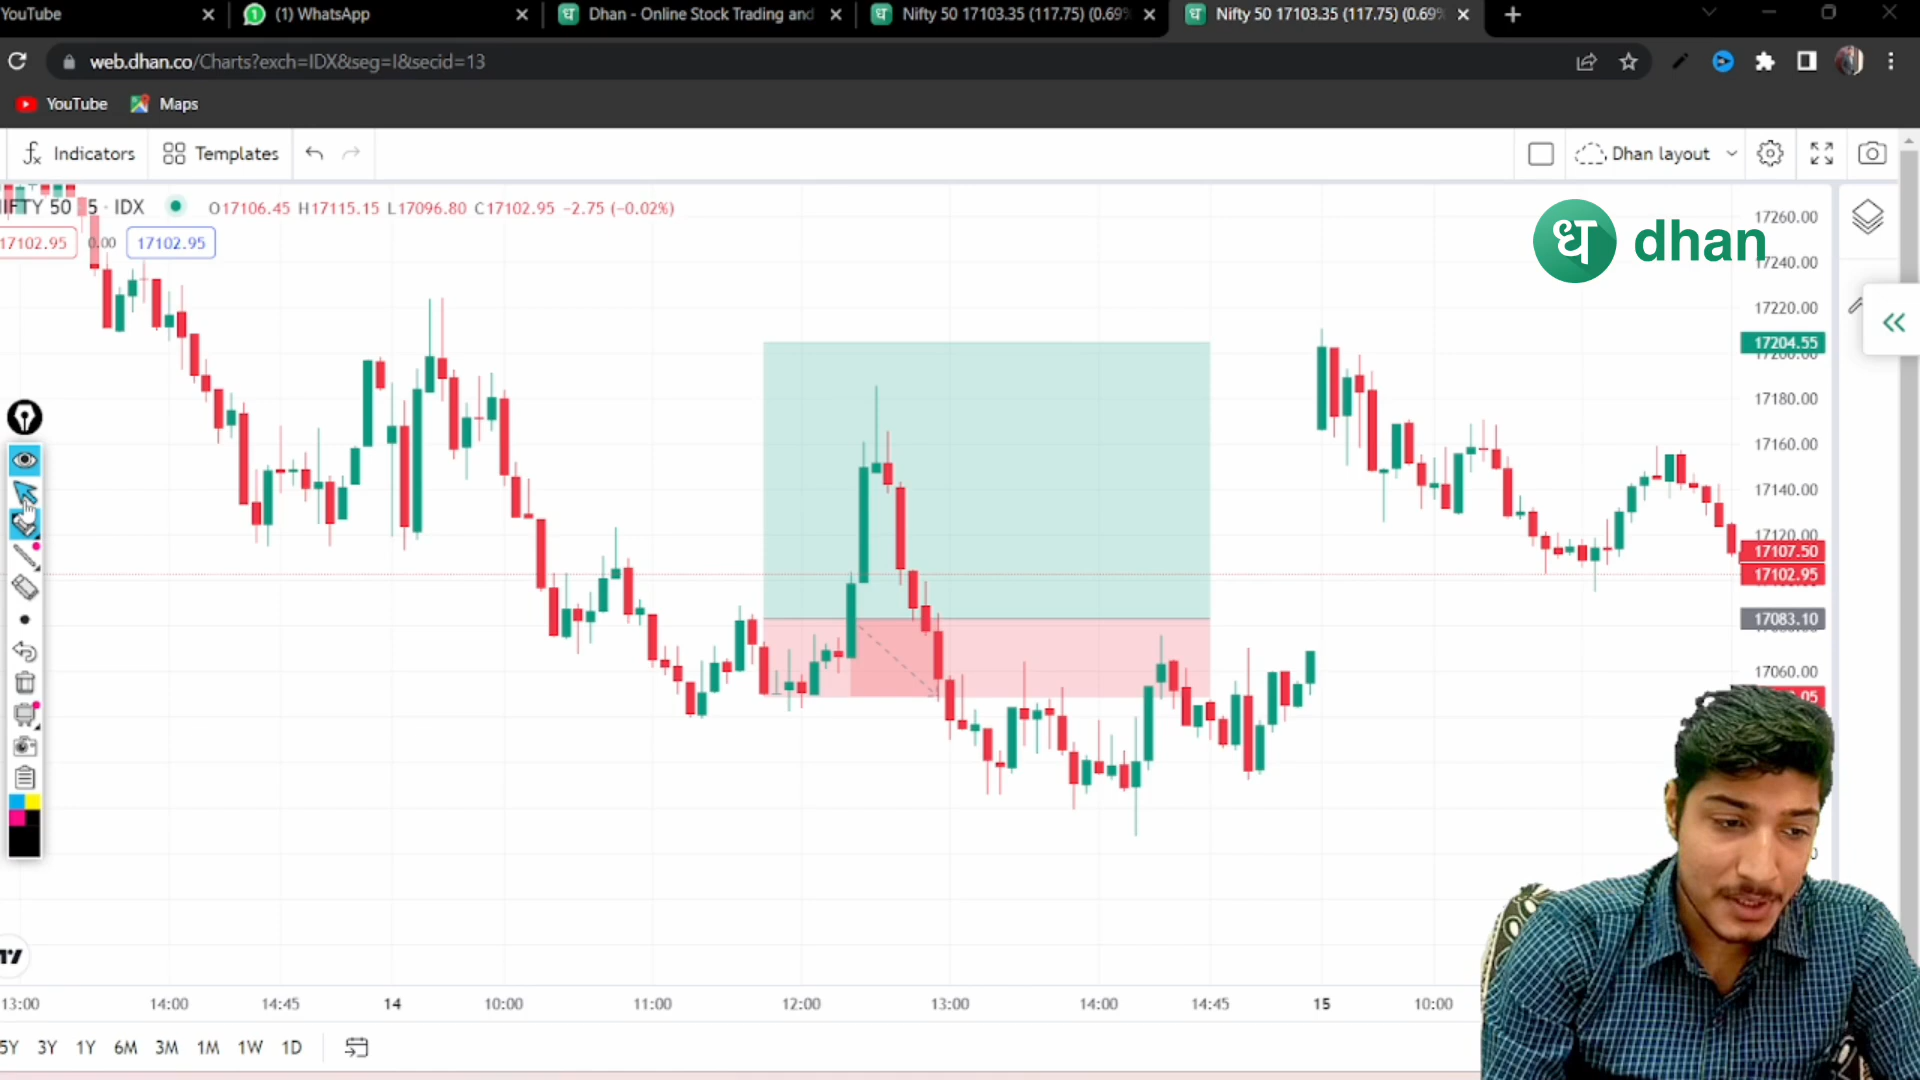 YouTube
(1) WhatsApp
Dhan - Online Stock Trading and
Nifty 50 17103.35 (117.75) (0.69%
Nifty 50 17103.35 (117.75) (0.69%
web.dhan.co/Charts?exch=IDX&seg=I&secid=13
YouTube
Maps
Indicators
Templates
Dhan layout
NIFTY 50 · 5 · IDX
O17106.45 H17115.15 L17096.80 C17102.95 -2.75 (-0.02%)
17102.95
0.00
17102.95
ध dhan
17260.00
17240.00
17220.00
17204.55
17200.00
17180.00
17160.00
17140.00
17120.00
17107.50
17102.95
17083.10
17060.00
.05
13:00
14:00
14:45
14
10:00
11:00
12:00
13:00
14:00
14:45
15
10:00
5Y
3Y
1Y
6M
3M
1M
1W
1D